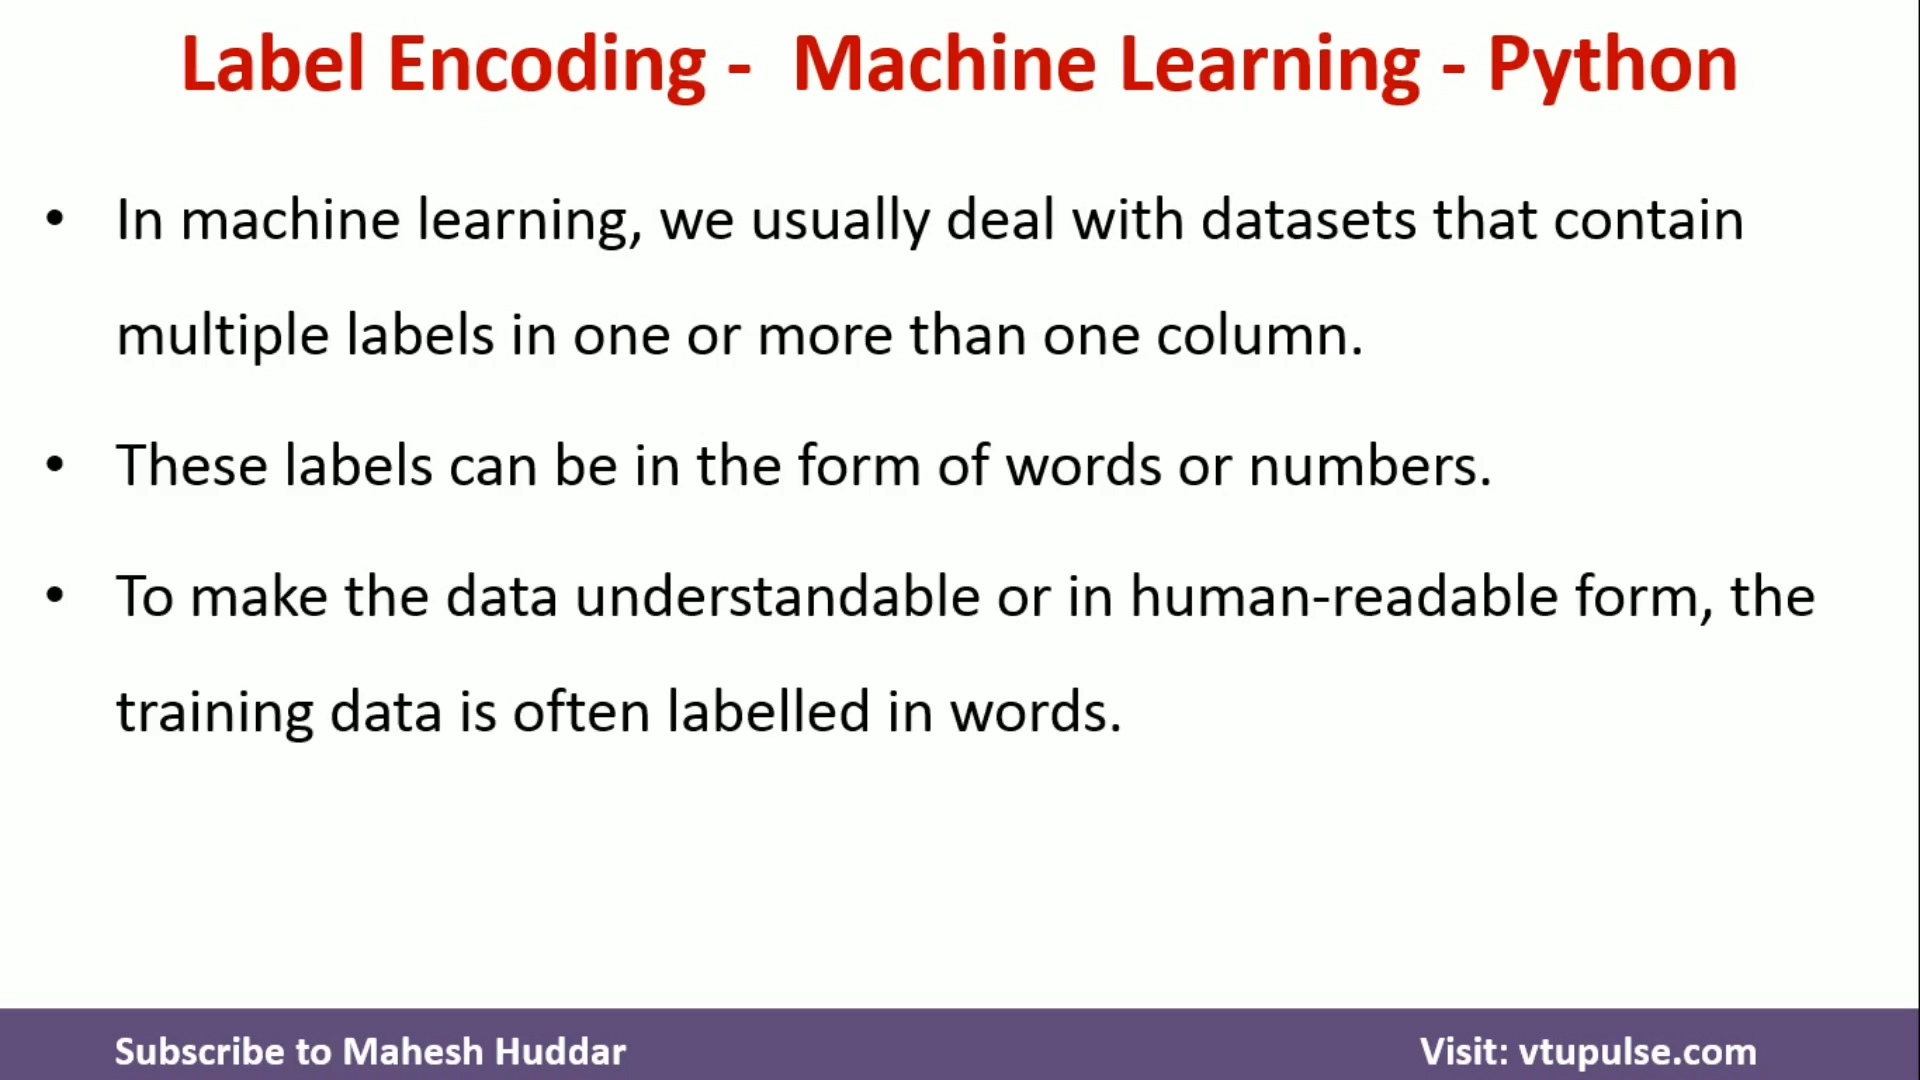 Label Encoding - Machine Learning - Python
• In machine learning, we usually deal with datasets that contain
multiple labels in one or more than one column.
• These labels can be in the form of words or numbers.
• To make the data understandable or in human-readable form, the
training data is often labelled in words.
Subscribe to Mahesh Huddar
Visit: vtupulse.com